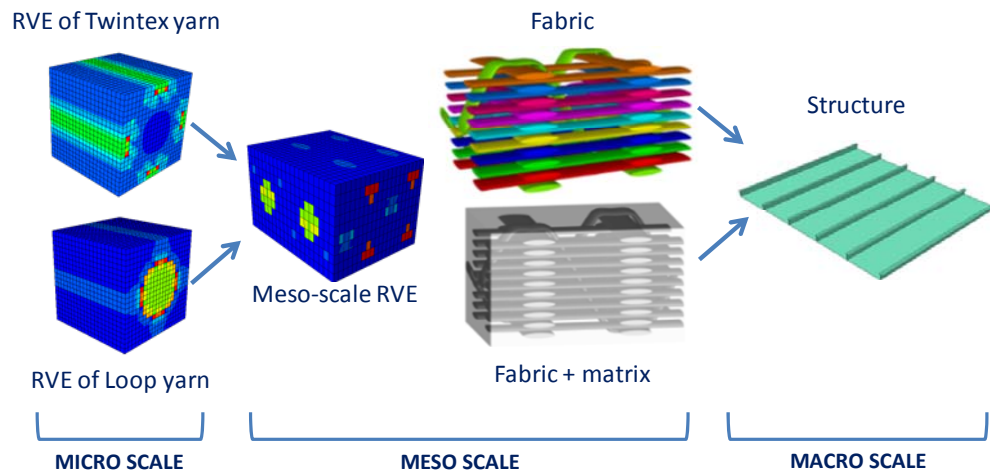 RVE of Twintex yarn
Fabric
Structure
Meso-scale RVE
RVE of Loop yarn
Fabric + matrix
MICRO SCALE
MESO SCALE
MACRO SCALE